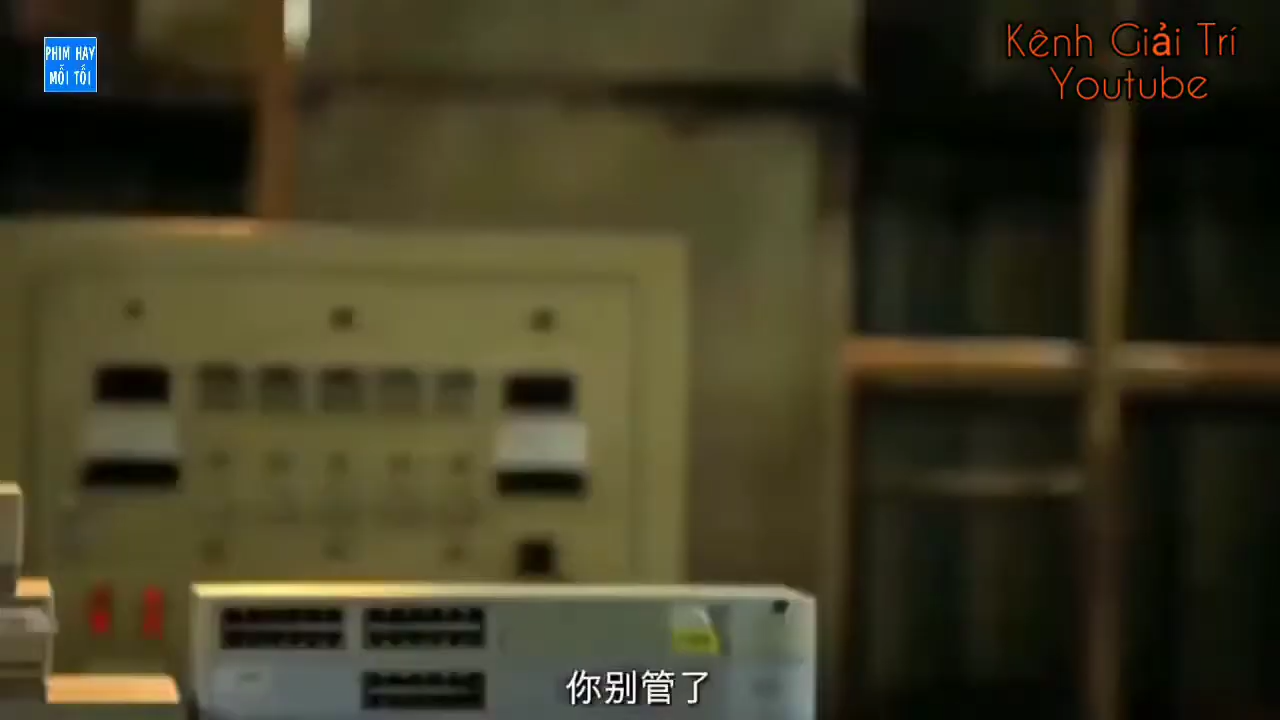 PHIM HAY
MỖI TỐI
Kênh Giải Trí
Youtube
你别管了